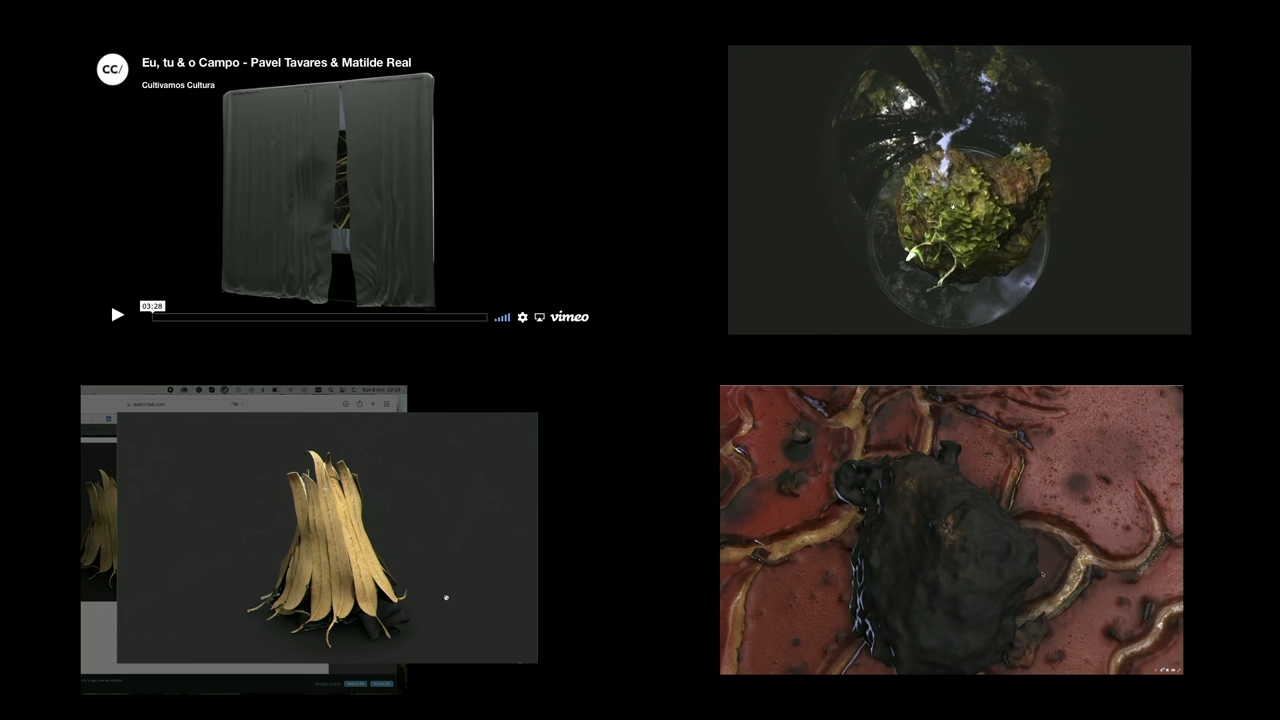 CC/
Eu, tu & o Campo - Pavel Tavares & Matilde Real
Cultivamos Cultura
03:28
vimeo